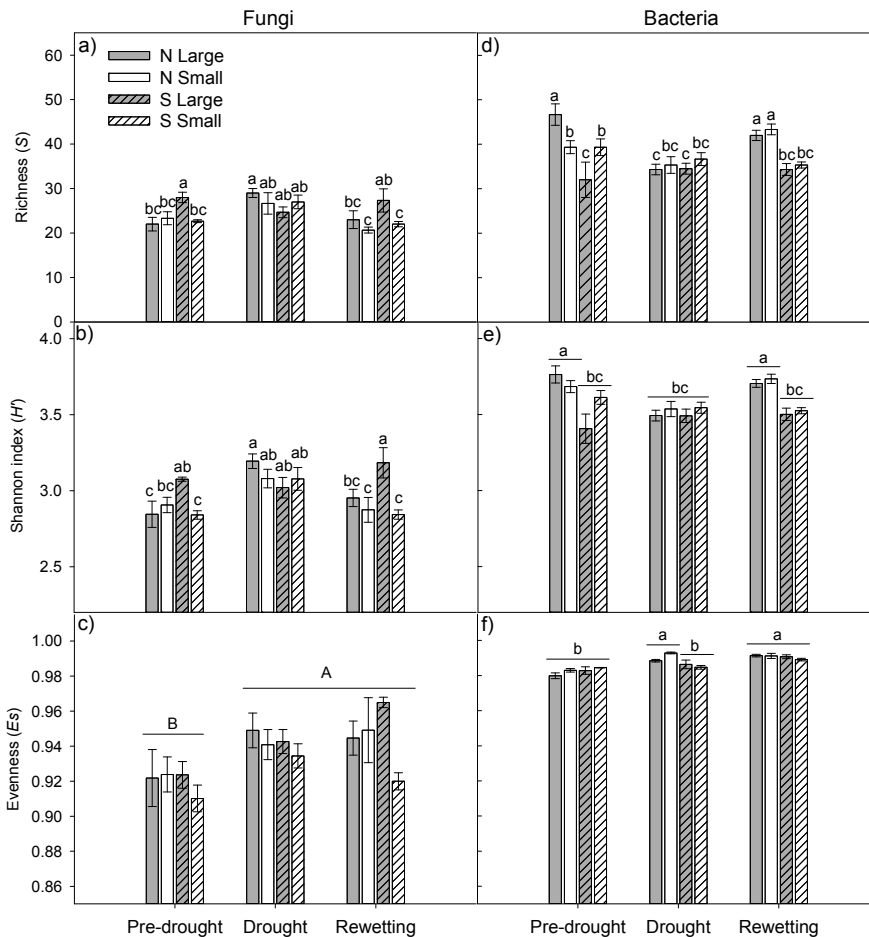 Fungi
Bacteria
a)
N Large
N Small
S Large
S Small
Richness (S)
60
50
40
30
20
10
0
bc bc a bc
a ab ab ab
bc c ab c
d)
a b c b
c bc c bc
a a bc bc
b)
Shannon index (H')
4.0
3.5
3.0
2.5
c bc ab c
a ab ab ab
bc c a c
e)
a bc
bc
a bc
c)
Evenness (Es)
1.00
0.98
0.96
0.94
0.92
0.90
0.88
0.86
B
A
f)
b
a b
a
Pre-drought Drought Rewetting
Pre-drought Drought Rewetting